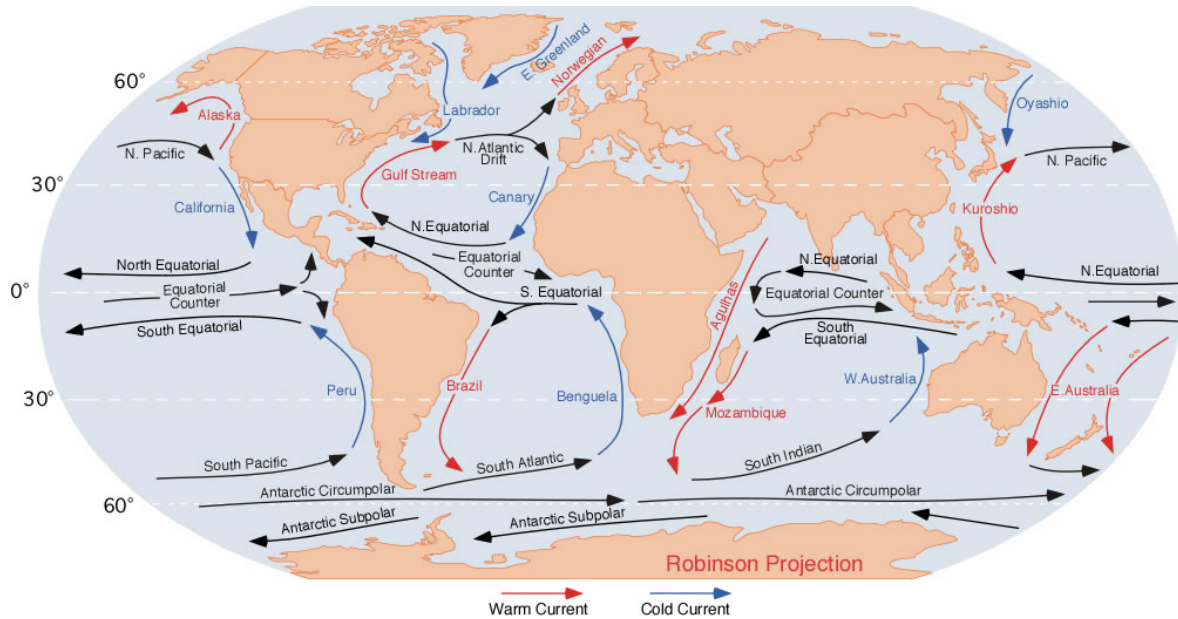 E. Greenland
Norwegian
60°
Alaska
Labrador
Oyashio
N. Pacific
N. Atlantic
Drift
N. Pacific
30°
Gulf Stream
California
Canary
Kuroshio
N.Equatorial
North Equatorial
Equatorial
Counter
N.Equatorial
N.Equatorial
0°
Equatorial
Counter
S. Equatorial
Equatorial Counter
South Equatorial
Agulhas
South
Equatorial
Peru
Brazil
Benguela
W.Australia
E.Australia
30°
Mozambique
South Pacific
South Atlantic
South Indian
Antarctic Circumpolar
Antarctic Circumpolar
60°
Antarctic Subpolar
Antarctic Subpolar
Robinson Projection
Warm Current
Cold Current